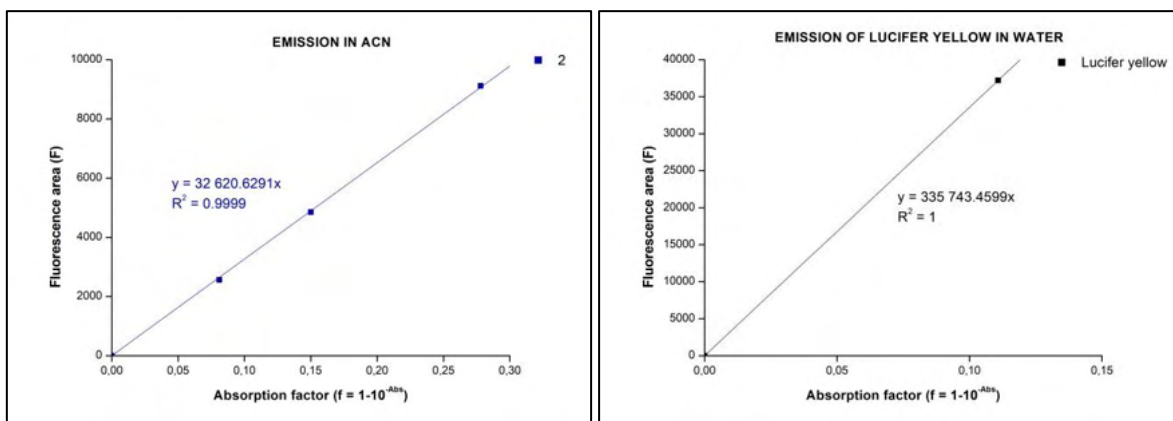 EMISSION IN ACN
2
10000
8000
6000
4000
2000
0
Fluorescence area (F)
y = 32 620.6291x
R² = 0.9999
0,00 0,05 0,10 0,15 0,20 0,25 0,30
Absorption factor (f = 1-10^-Abs)
EMISSION OF LUCIFER YELLOW IN WATER
Lucifer yellow
40000
35000
30000
25000
20000
15000
10000
5000
0
Fluorescence area (F)
y = 335 743.4599x
R² = 1
0,00 0,05 0,10 0,15
Absorption factor (f = 1-10^-Abs)